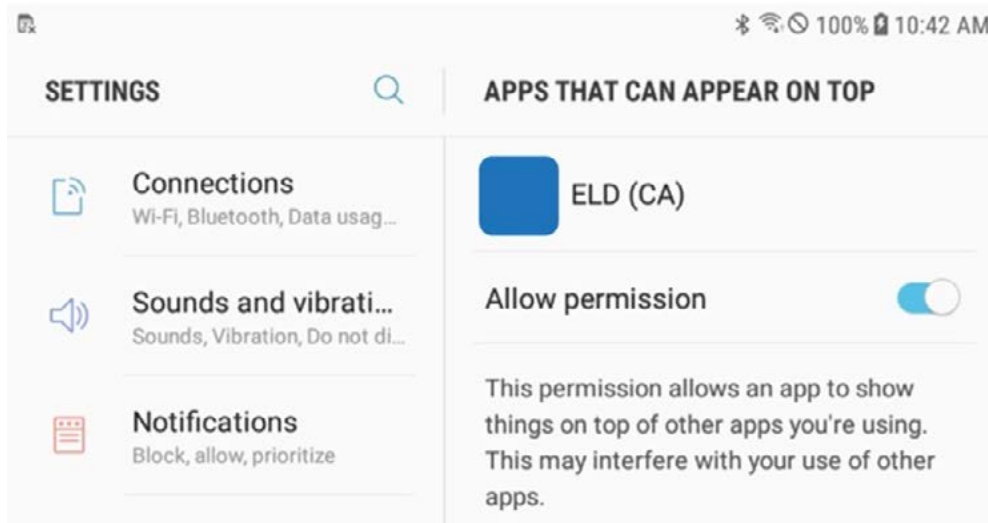 100% 10:42 AM
SETTINGS
APPS THAT CAN APPEAR ON TOP
Connections
Wi-Fi, Bluetooth, Data usag...
Sounds and vibrati...
Sounds, Vibration, Do not di...
Notifications
Block, allow, prioritize
ELD (CA)
Allow permission
This permission allows an app to show
things on top of other apps you're using.
This may interfere with your use of other
apps.